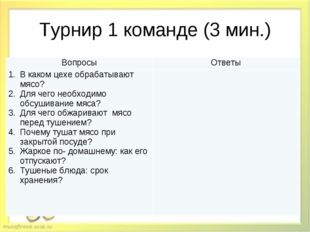 Турнир 1 команде (3 мин.)
Вопросы Ответы
1. В каком цехе обрабатывают
мясо?
2. Для чего необходимо
обсушивание мяса?
3. Для чего обжаривают мясо
перед тушением?
4. Почему тушат мясо при
закрытой посуде?
5. Жаркое по- домашнему: как его
отпускают?
6. Тушеные блюда: срок
хранения?